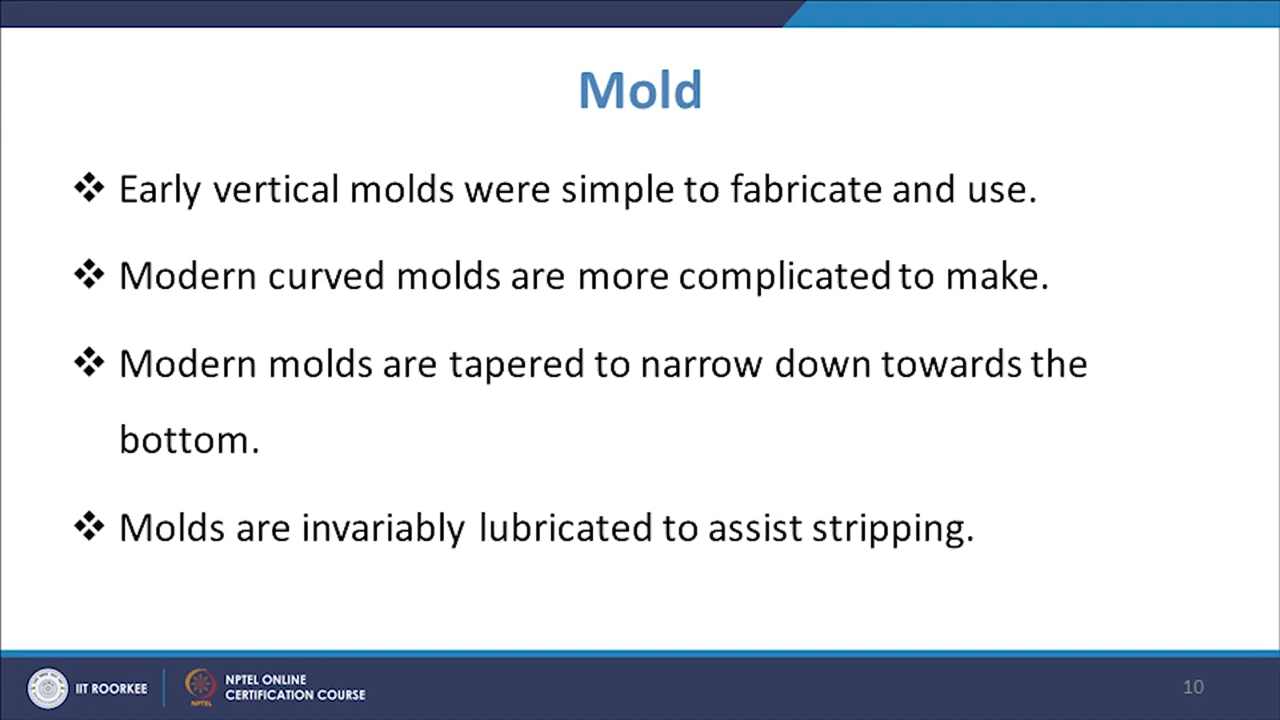 Mold
❖ Early vertical molds were simple to fabricate and use.
❖ Modern curved molds are more complicated to make.
❖ Modern molds are tapered to narrow down towards the
bottom.
❖ Molds are invariably lubricated to assist stripping.
IIT ROORKEE
NPTEL
NPTEL ONLINE
CERTIFICATION COURSE
10